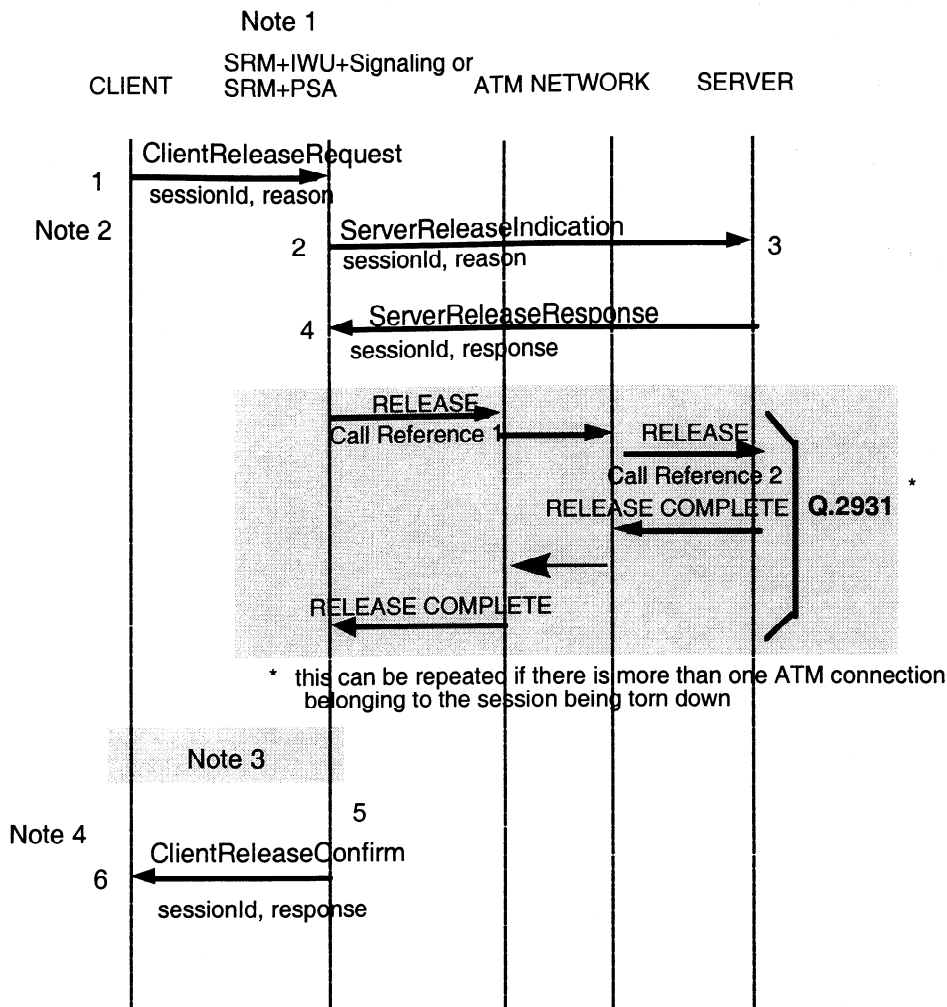 Note 1
SRM+IWU+Signaling or
CLIENT SRM+PSA ATM NETWORK SERVER
ClientReleaseRequest
1
sessionId, reason
Note 2
ServerReleaseIndication
2 3
sessionId, reason
ServerReleaseResponse
4
sessionId, response
RELEASE
Call Reference 1
RELEASE
Call Reference 2
*
RELEASE COMPLETE Q.2931
RELEASE COMPLETE
* this can be repeated if there is more than one ATM connection
belonging to the session being torn down
Note 3
5
Note 4
ClientReleaseConfirm
6
sessionId, response